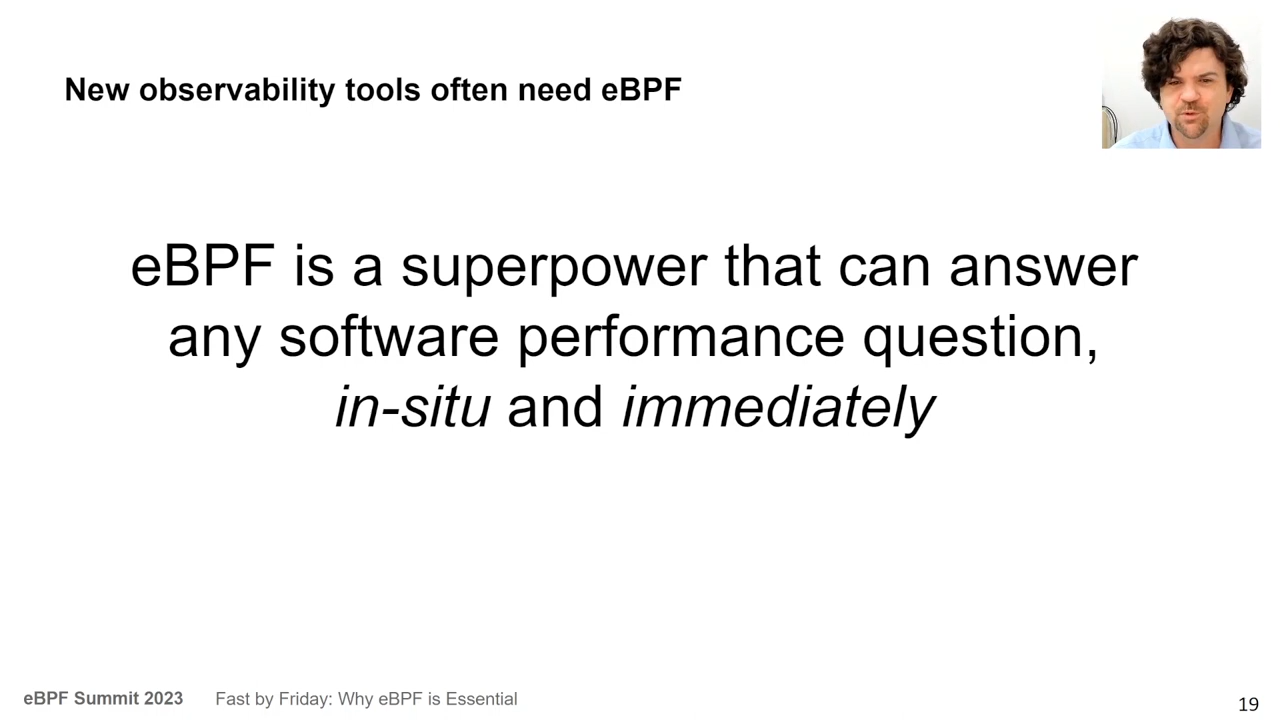 New observability tools often need eBPF
eBPF is a superpower that can answer
any software performance question,
in-situ and immediately
eBPF Summit 2023 Fast by Friday: Why eBPF is Essential
19